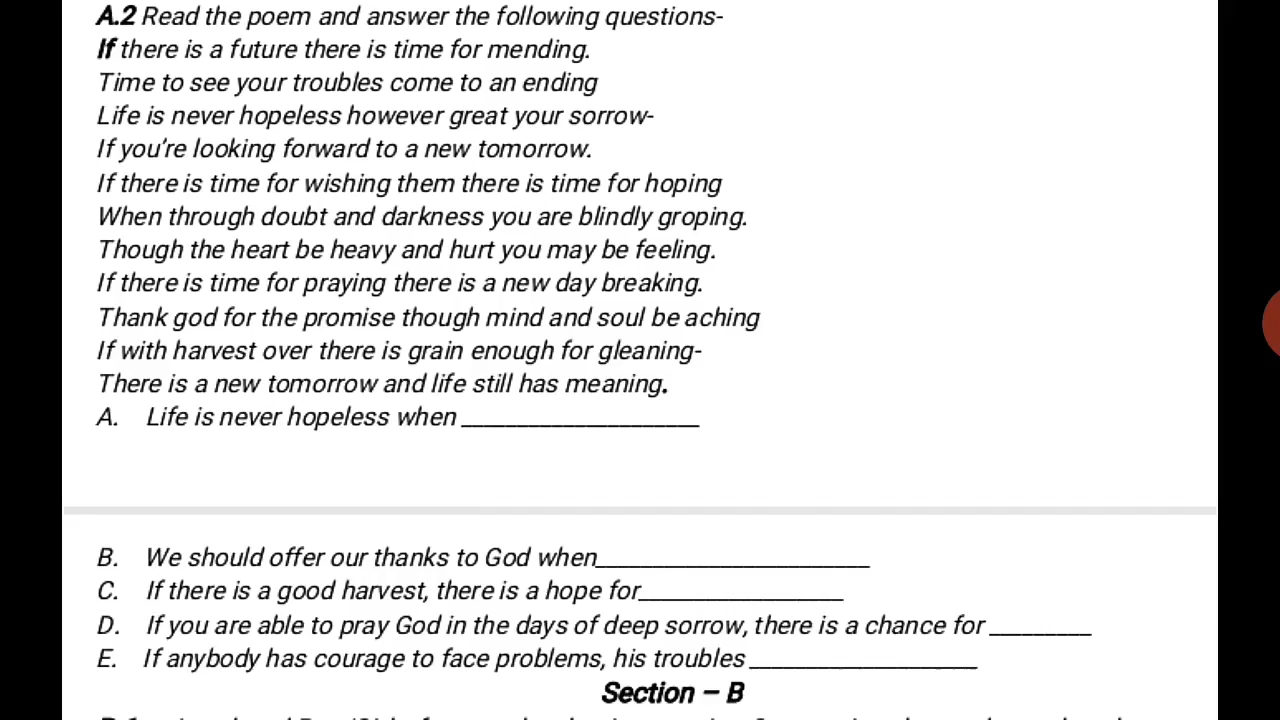 A.2 Read the poem and answer the following questions-
If there is a future there is time for mending.
Time to see your troubles come to an ending
Life is never hopeless however great your sorrow-
If you're looking forward to a new tomorrow.
If there is time for wishing them there is time for hoping
When through doubt and darkness you are blindly groping.
Though the heart be heavy and hurt you may be feeling.
If there is time for praying there is a new day breaking.
Thank god for the promise though mind and soul be aching
If with harvest over there is grain enough for gleaning-
There is a new tomorrow and life still has meaning.
A. Life is never hopeless when ____________________
B. We should offer our thanks to God when_______________________
C. If there is a good harvest, there is a hope for_________________
D. If you are able to pray God in the days of deep sorrow, there is a chance for ________
E. If anybody has courage to face problems, his troubles ___________________
Section – B